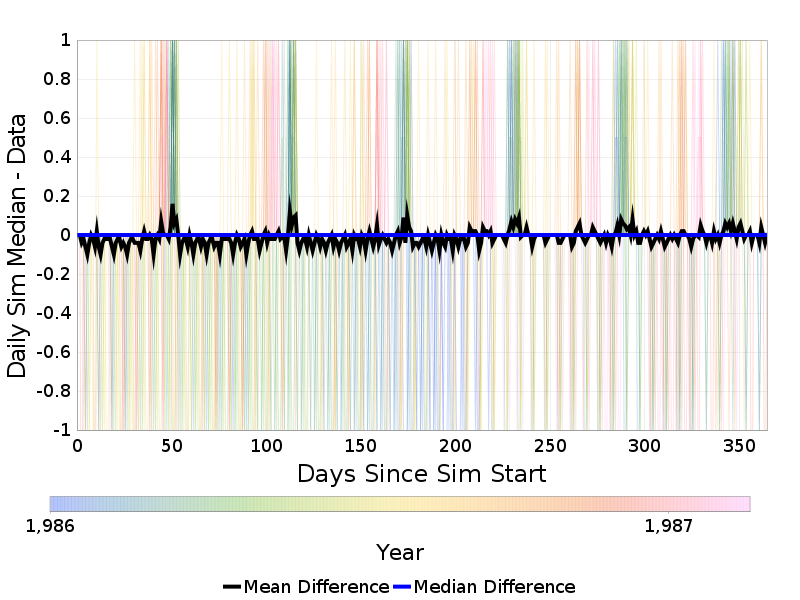 Daily Sim Median - Data
1
0.8
0.6
0.4
0.2
0
-0.2
-0.4
-0.6
-0.8
-1
0 50 100 150 200 250 300 350
Days Since Sim Start
1,986 1,987
Year
Mean Difference Median Difference